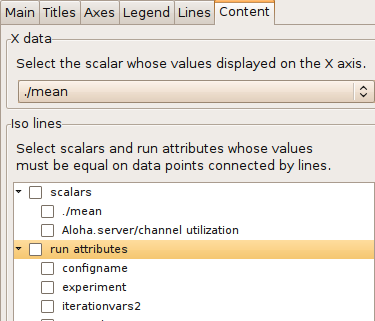 Main Titles Axes Legend Lines Content
X data
Select the scalar whose values displayed on the X axis.
./mean
Iso lines
Select scalars and run attributes whose values
must be equal on data points connected by lines.
scalars
./mean
Aloha.server/channel utilization
run attributes
configname
experiment
iterationvars2